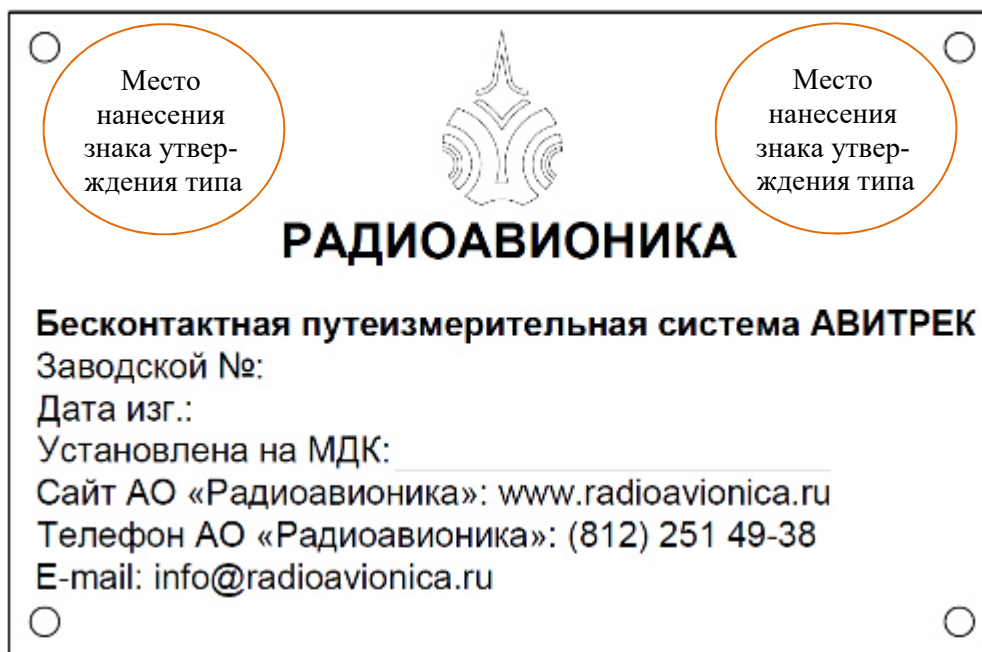 Место
нанесения
знака утвер-
ждения типа
Место
нанесения
знака утвер-
ждения типа
РАДИОАВИОНИКА
Бесконтактная путеизмерительная система АВИТРЕК
Заводской №:
Дата изг.:
Установлена на МДК:
Сайт АО «Радиоавионика»: www.radioavionica.ru
Телефон АО «Радиоавионика»: (812) 251 49-38
E-mail: info@radioavionica.ru